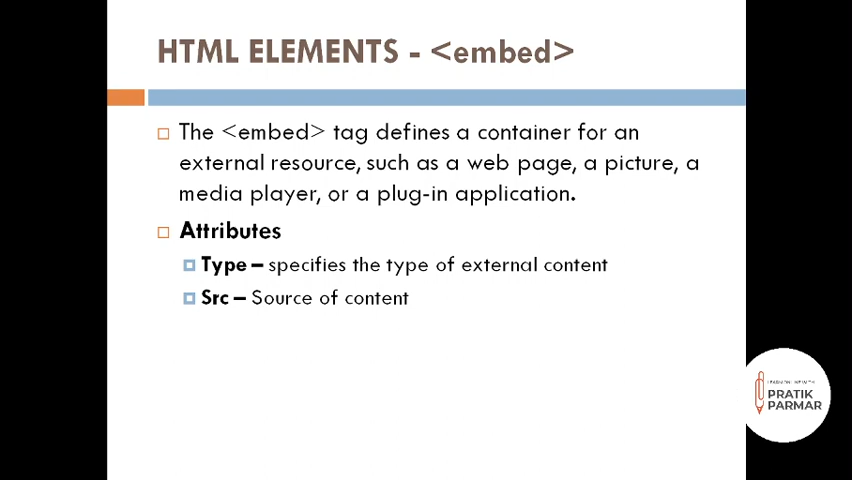 HTML ELEMENTS - <embed>
The <embed> tag defines a container for an
external resource, such as a web page, a picture, a
media player, or a plug-in application.
Attributes
Type – specifies the type of external content
Src – Source of content
PRATIK
PARMAR